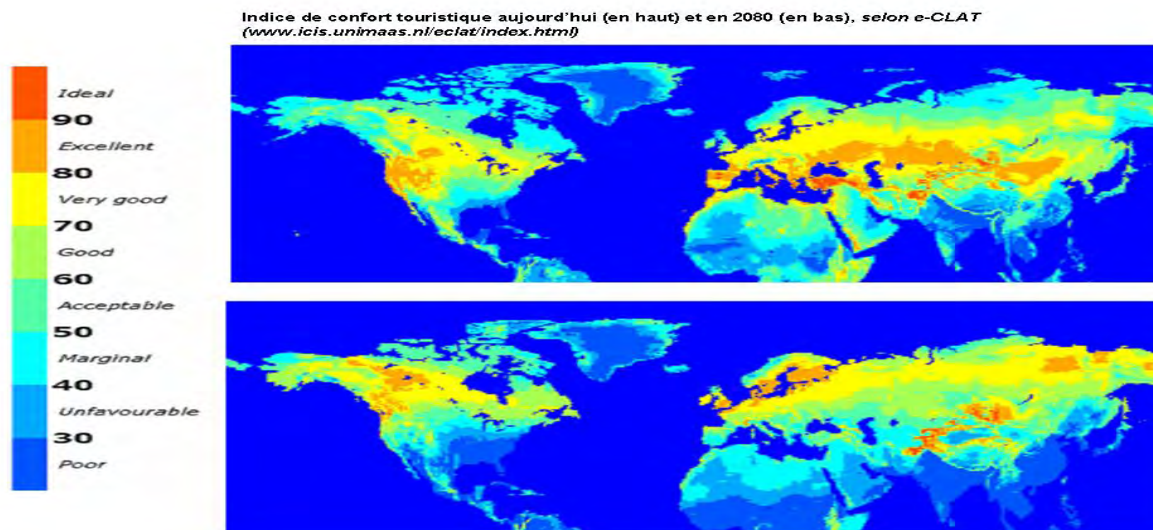 Indice de confort touristique aujourd'hui (en haut) et en 2080 (en bas), selon e-CLAT
(www.icis.unimaas.nl/eclat/index.html)
Ideal
90
Excellent
80
Very good
70
Good
60
Acceptable
50
Marginal
40
Unfavourable
30
Poor